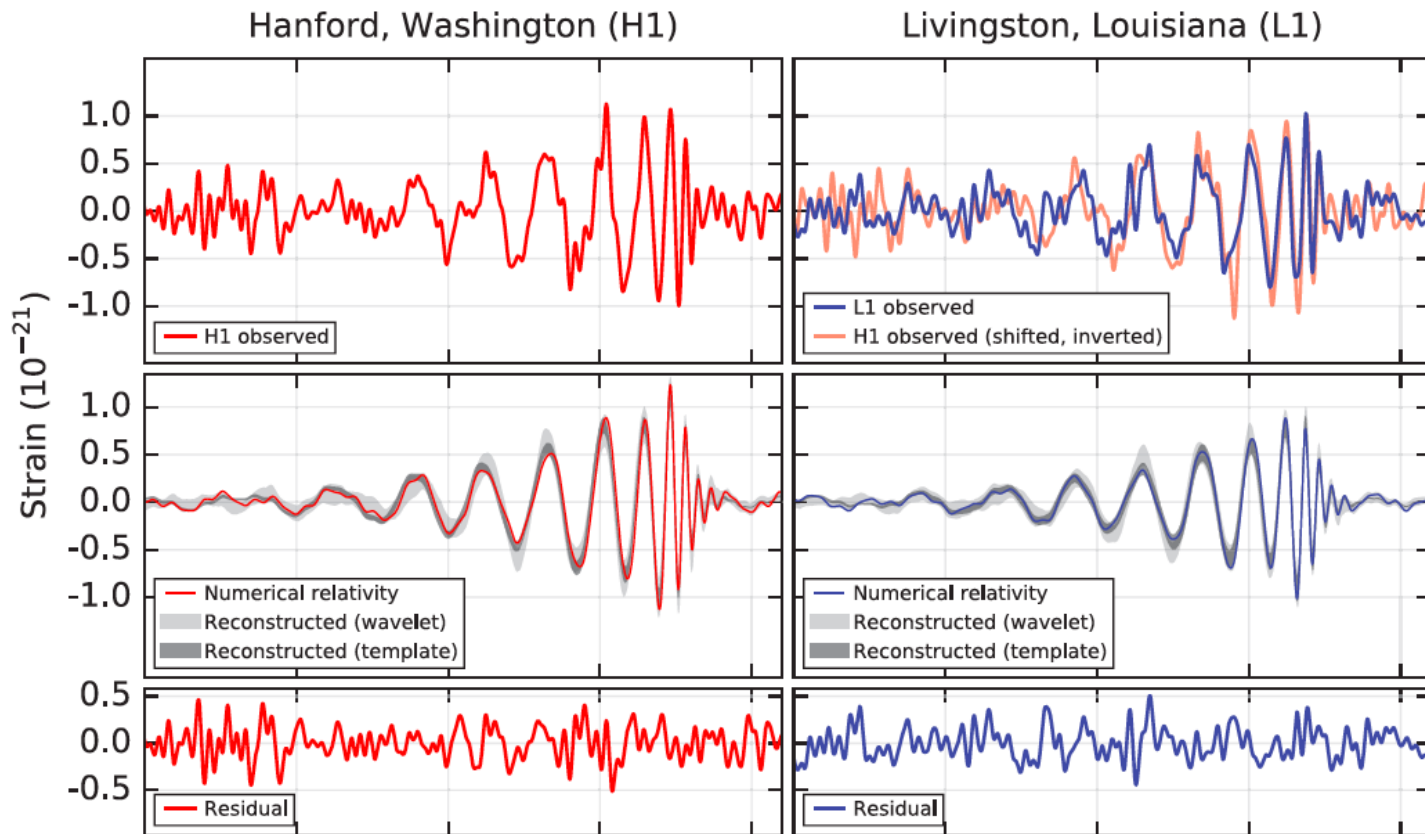 Hanford, Washington (H1)
Livingston, Louisiana (L1)
Strain (10⁻²¹)
1.0
0.5
0.0
-0.5
-1.0
H1 observed
L1 observed
H1 observed (shifted, inverted)
1.0
0.5
0.0
-0.5
-1.0
Numerical relativity
Reconstructed (wavelet)
Reconstructed (template)
Numerical relativity
Reconstructed (wavelet)
Reconstructed (template)
0.5
0.0
-0.5
Residual
Residual